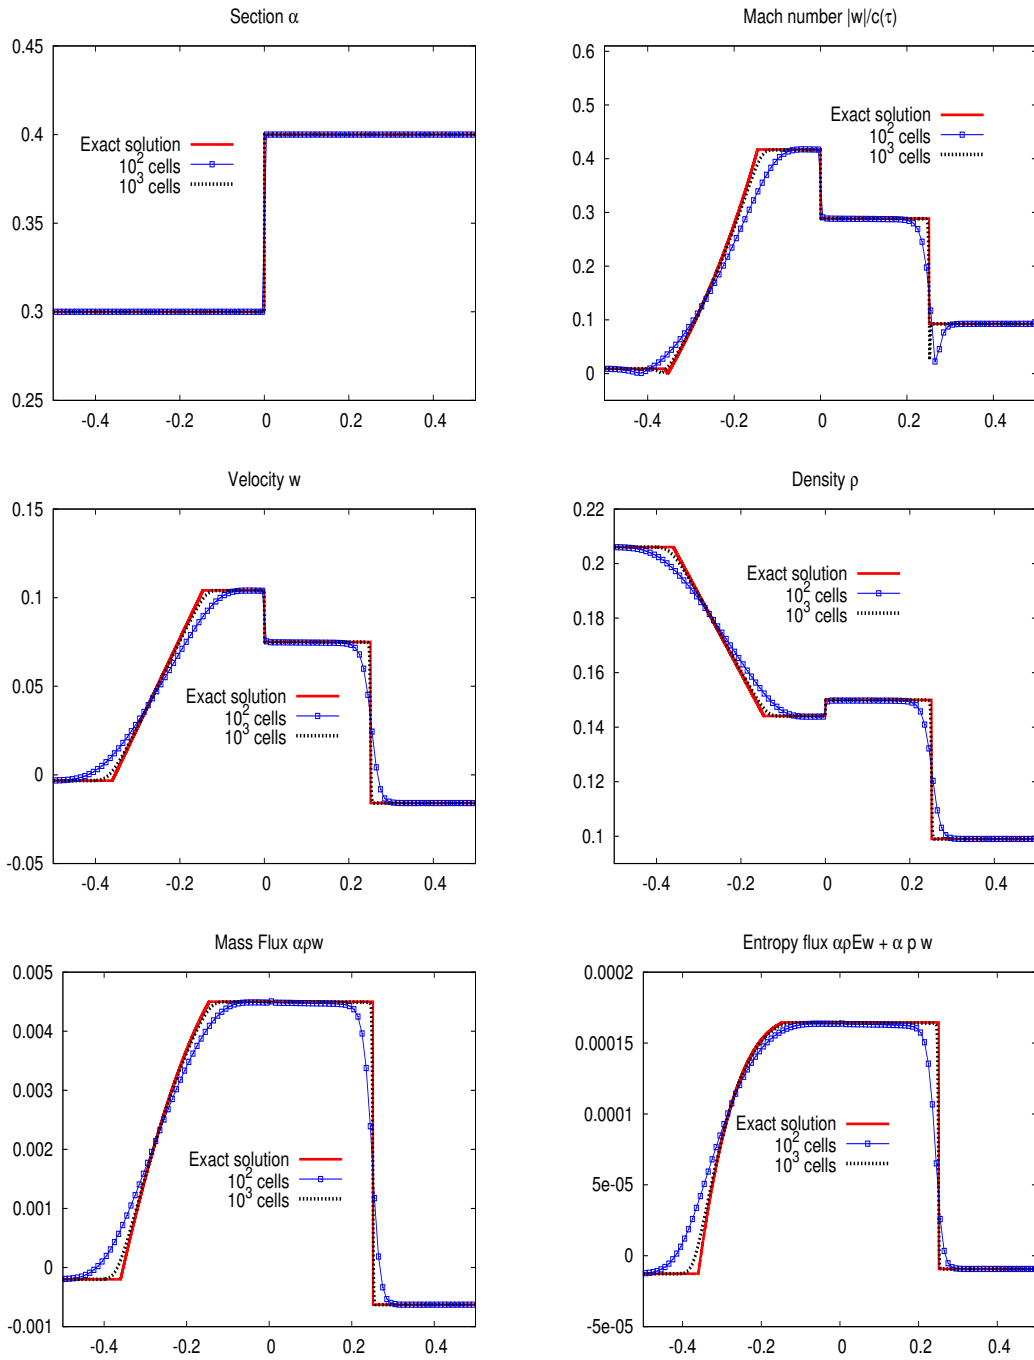 Section α
0.45
0.4
0.35
0.3
0.25
Exact solution
10² cells
10³ cells
-0.4 -0.2 0 0.2 0.4
Mach number |w|/c(τ)
0.6
0.5
0.4
0.3
0.2
0.1
0
Exact solution
10² cells
10³ cells
-0.4 -0.2 0 0.2 0.4
Velocity w
0.15
0.1
0.05
0
-0.05
Exact solution
10² cells
10³ cells
-0.4 -0.2 0 0.2 0.4
Density ρ
0.22
0.2
0.18
0.16
0.14
0.12
0.1
Exact solution
10² cells
10³ cells
-0.4 -0.2 0 0.2 0.4
Mass Flux αρw
0.005
0.004
0.003
0.002
0.001
0
-0.001
Exact solution
10² cells
10³ cells
-0.4 -0.2 0 0.2 0.4
Entropy flux αρEw + α p w
0.0002
0.00015
0.0001
5e-05
0
-5e-05
Exact solution
10² cells
10³ cells
-0.4 -0.2 0 0.2 0.4